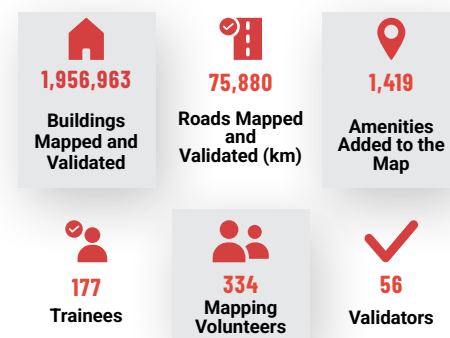 1,956,963
Buildings
Mapped and
Validated
75,880
Roads Mapped
and
Validated (km)
1,419
Amenities
Added to the
Map
177
Trainees
334
Mapping
Volunteers
56
Validators